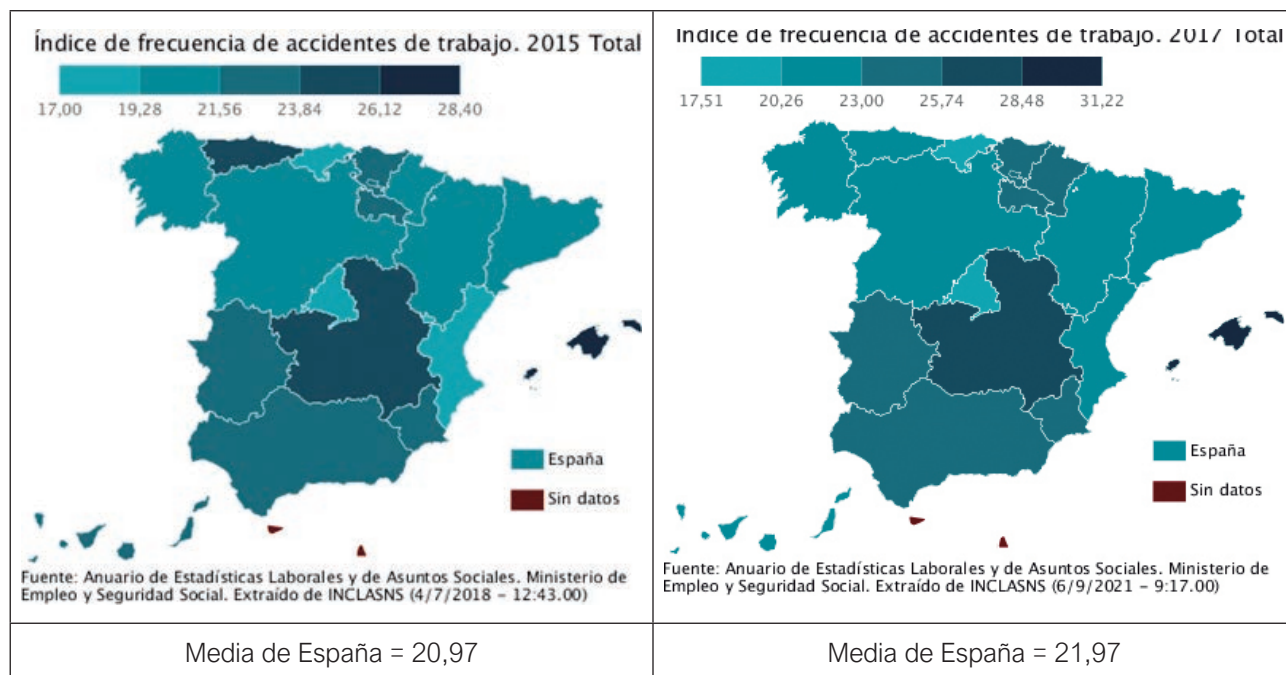 Índice de frecuencia de accidentes de trabajo. 2015 Total
17,00 19,28 21,56 23,84 26,12 28,40
España
Sin datos
Fuente: Anuario de Estadísticas Laborales y de Asuntos Sociales. Ministerio de
Empleo y Seguridad Social. Extraído de INCLASNS (4/7/2018 - 12:43.00)
Media de España = 20,97
Índice de frecuencia de accidentes de trabajo. 2017 Total
17,51 20,26 23,00 25,74 28,48 31,22
España
Sin datos
Fuente: Anuario de Estadísticas Laborales y de Asuntos Sociales. Ministerio de
Empleo y Seguridad Social. Extraído de INCLASNS (6/9/2021 - 9:17.00)
Media de España = 21,97